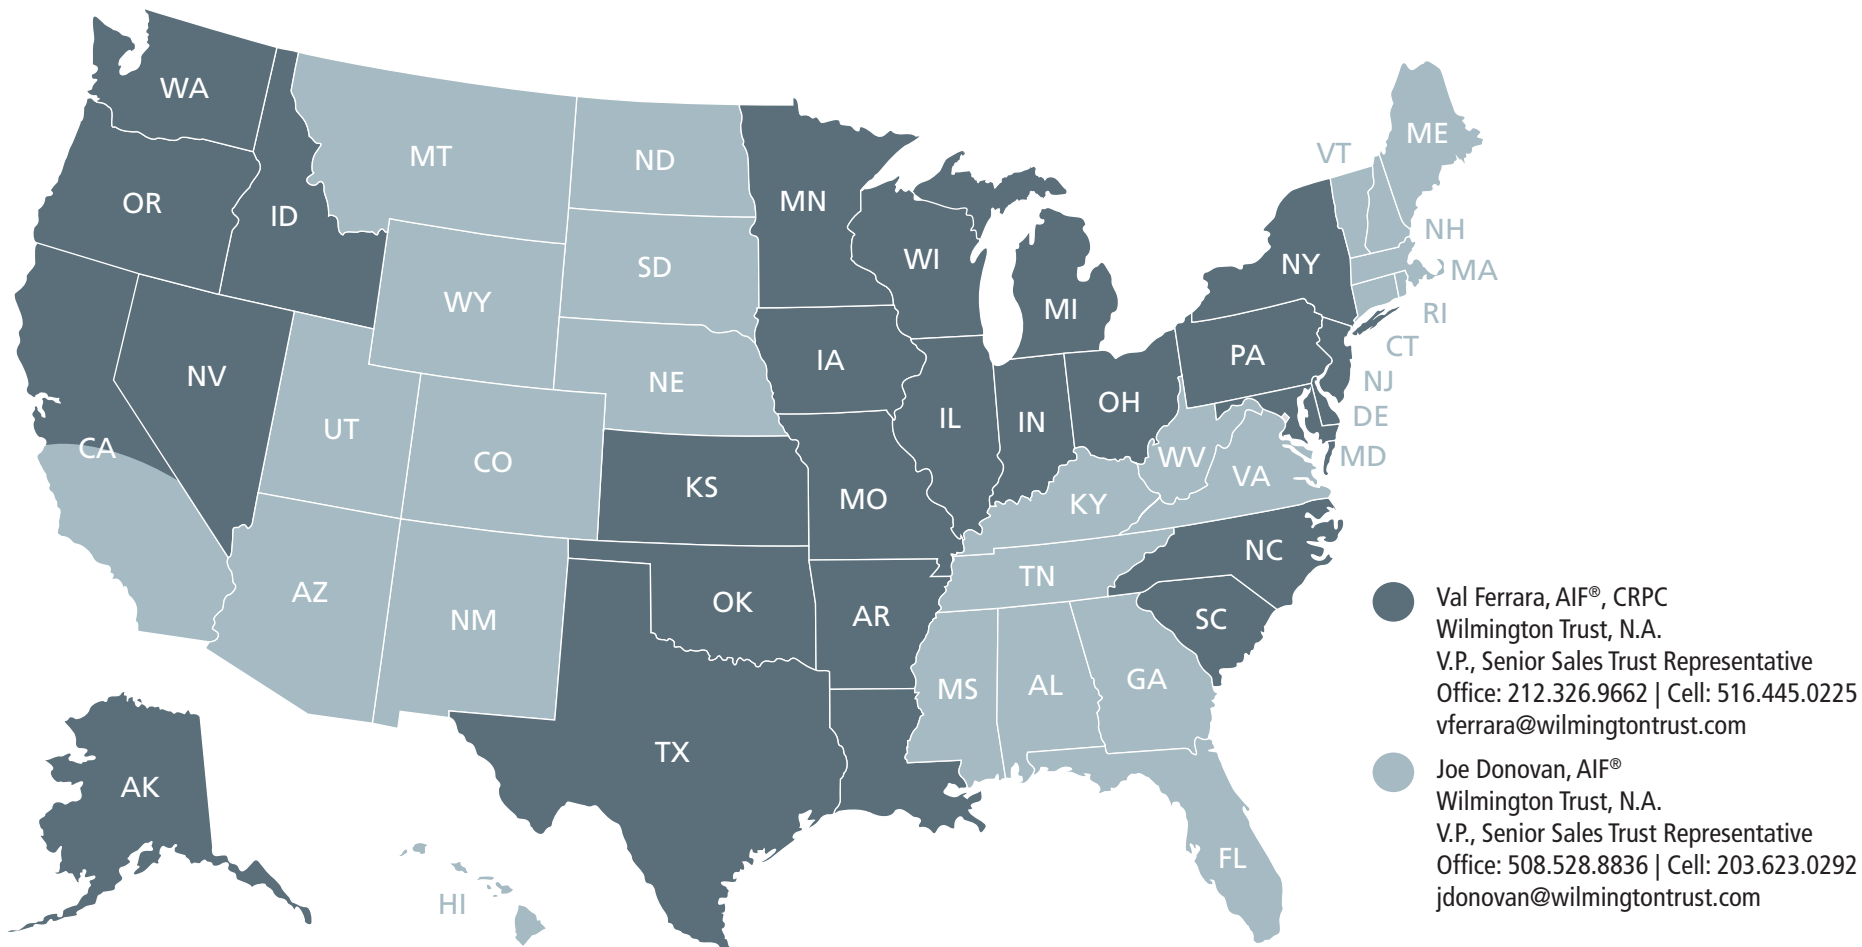 WA
OR
ID
MT
ND
MN
WI
MI
SD
WY
NV
CA
UT
CO
NE
IA
IL
IN
OH
PA
NY
VT
ME
NH
MA
RI
CT
NJ
DE
MD
WV
VA
KY
KS
MO
AZ
NM
OK
AR
TN
NC
SC
MS
AL
GA
TX
AK
HI
FL
Val Ferrara, AIF®, CRPC
Wilmington Trust, N.A.
V.P., Senior Sales Trust Representative
Office: 212.326.9662 | Cell: 516.445.0225
vferrara@wilmingtontrust.com
Joe Donovan, AIF®
Wilmington Trust, N.A.
V.P., Senior Sales Trust Representative
Office: 508.528.8836 | Cell: 203.623.0292
jdonovan@wilmingtontrust.com